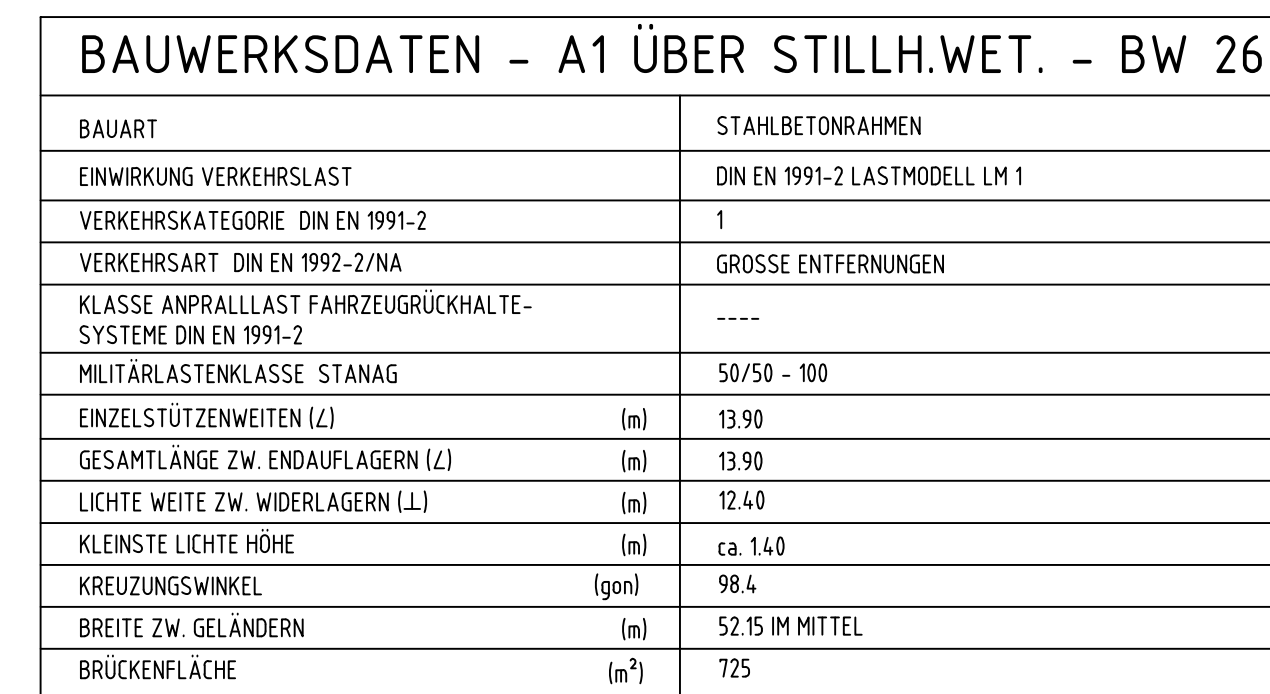 BAUWERKSDATEN - A1 ÜBER STILLH.WET. - BW 26
BAUART STAHLBETONRAHMEN
EINWIRKUNG VERKEHRSLAST DIN EN 1991-2 LASTMODELL LM 1
VERKEHRSKATEGORIE DIN EN 1991-2 1
VERKEHRSART DIN EN 1992-2/NA GROSSE ENTFERNUNGEN
KLASSE ANPRALLLAST FAHRZEUGRÜCKHALTE-
SYSTEME DIN EN 1991-2 ----
MILITÄRLASTENKLASSE STANAG 50/50 - 100
EINZELSTÜTZENWEITEN (∠) (m) 13.90
GESAMTLÄNGE ZW. ENDAUFLAGERN (∠) (m) 13.90
LICHTE WEITE ZW. WIDERLAGERN (⊥) (m) 12.40
KLEINSTE LICHTE HÖHE (m) ca. 1.40
KREUZUNGSWINKEL (gon) 98.4
BREITE ZW. GELÄNDERN (m) 52.15 IM MITTEL
BRÜCKENFLÄCHE (m²) 725